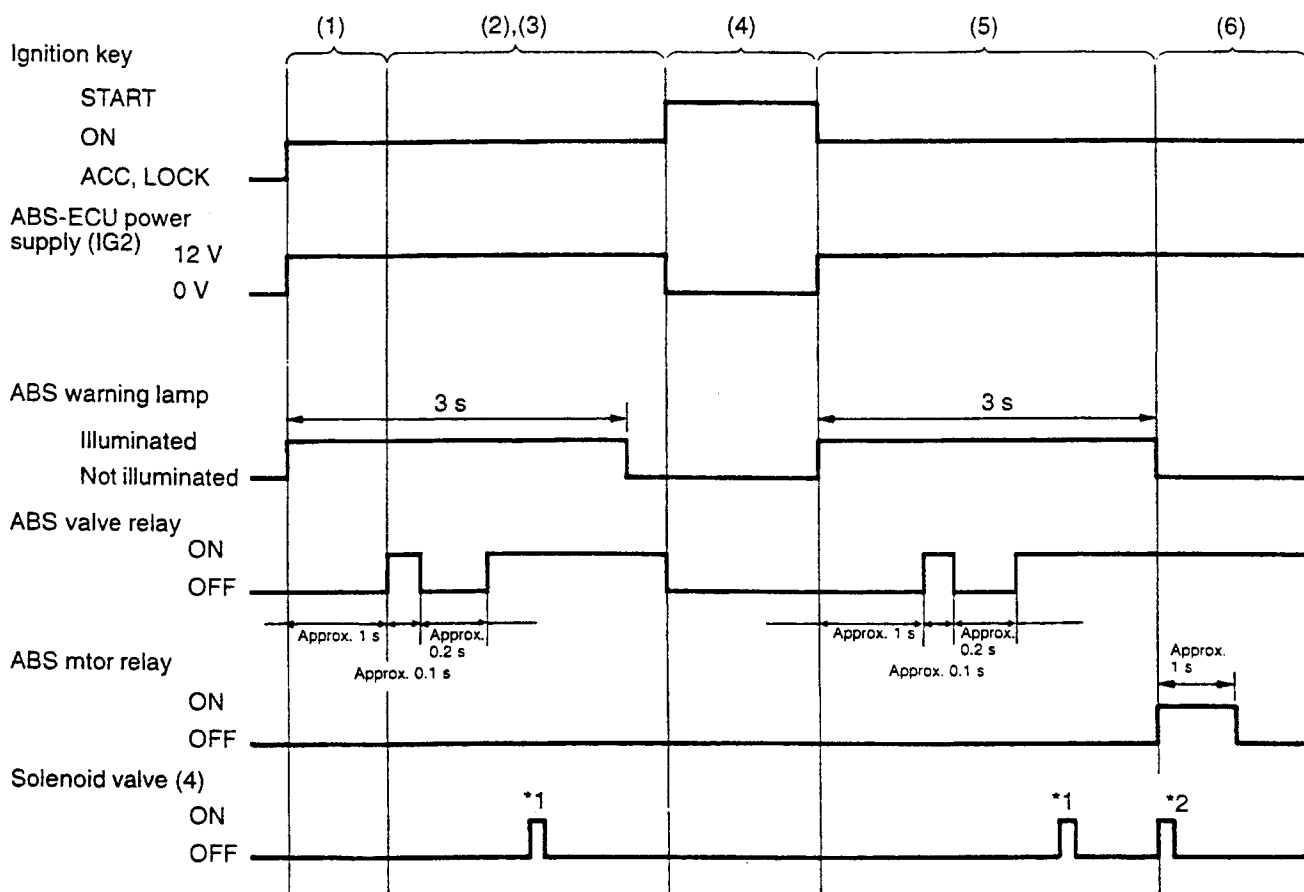 (1) (2),(3) (4) (5) (6)
Ignition key
START
ON
ACC, LOCK
ABS-ECU power
supply (IG2)
12 V
0 V
ABS warning lamp
3 s 3 s
Illuminated
Not illuminated
ABS valve relay
ON
OFF
Approx. 1 s Approx. 0.2 s Approx. 1 s Approx. 0.2 s
Approx. 0.1 s Approx. 0.1 s
ABS mtor relay
Approx. 1 s
ON
OFF
Solenoid valve (4)
*1 *1 *2
ON
OFF